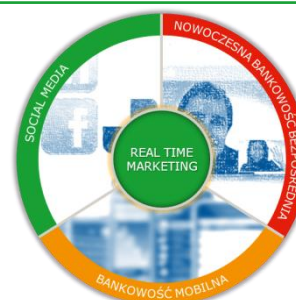 SOCIAL MEDIA
NOWOCZESNA BANKOWOŚĆ BEZPOŚREDNIA
REAL TIME
MARKETING
BANKOWOŚĆ MOBILNA